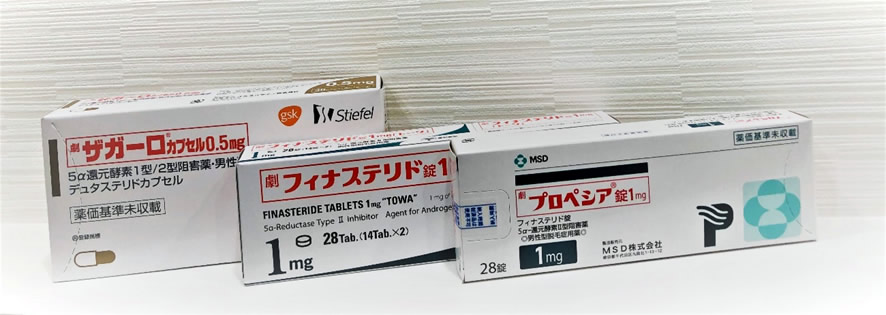 0.5mg
gsk
Stiefel
劇 ザガーロ®カプセル0.5mg
5α還元酵素1型/2型阻害薬・男性
デュタステリドカプセル
薬価基準未収載
劇 フィナステリド錠1
FINASTERIDE TABLETS 1mg "TOWA"
5α-Reductase Type II Inhibitor Agent for Androge
28Tab.(14Tab.×2)
1mg
薬価基準未収載
MSD
劇 プロペシア®錠1mg
フィナステリド錠
5α-還元酵素Ⅱ型阻害薬
○男性型脱毛症用薬○
MSD株式会社
28錠
1mg